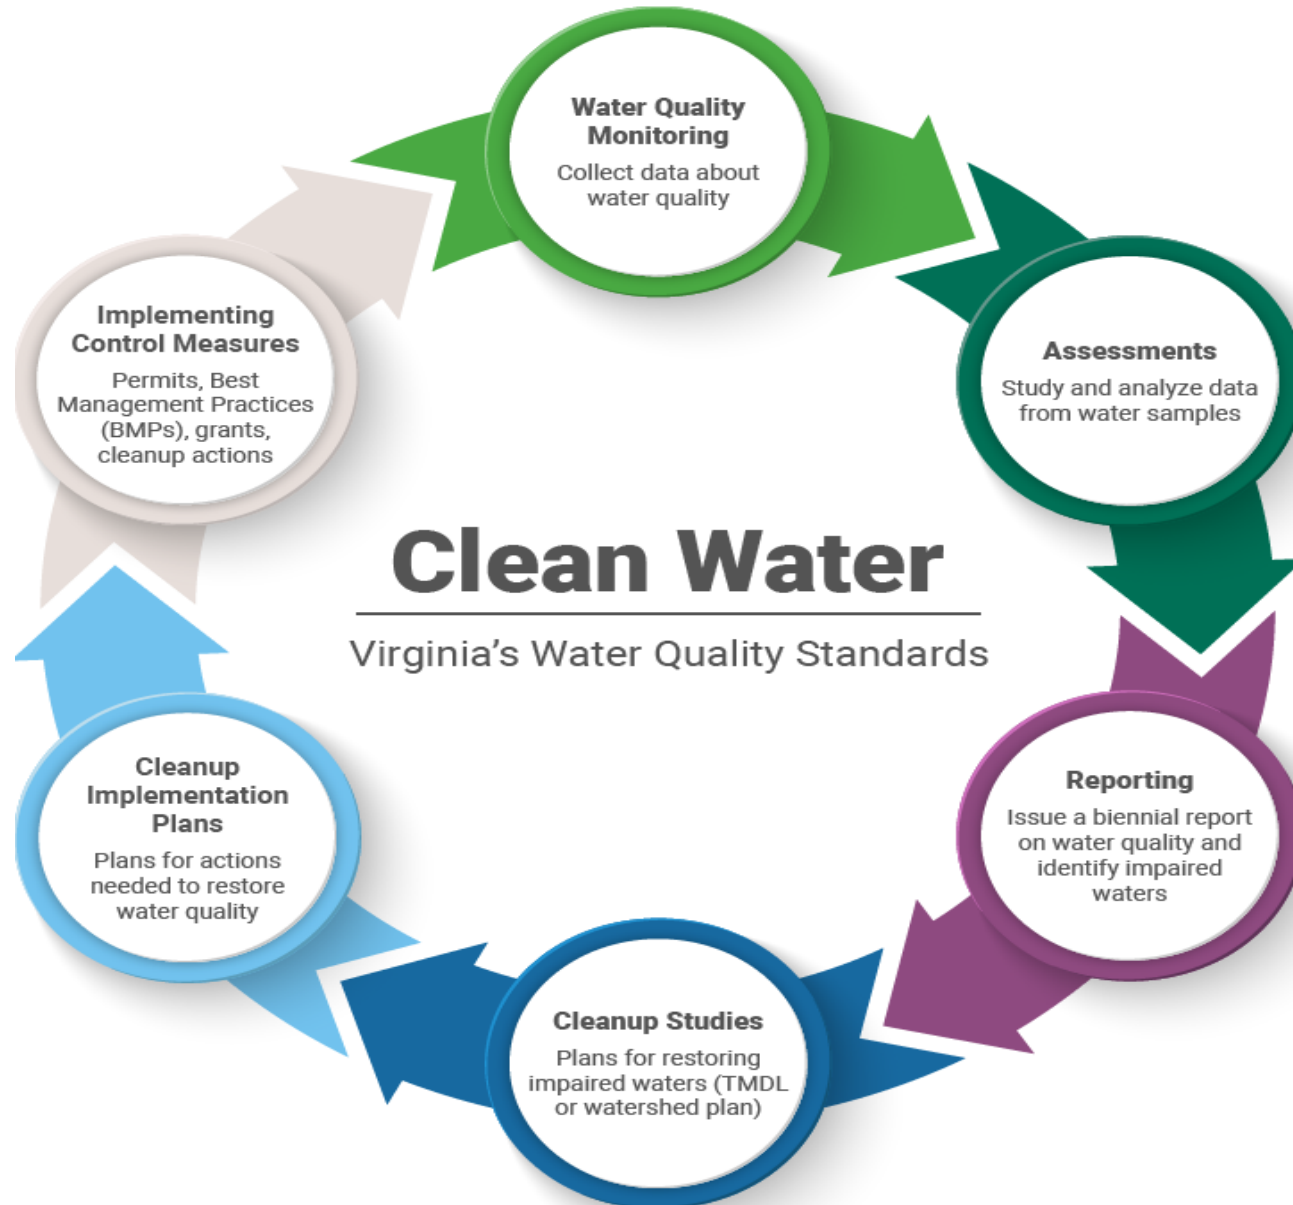 Water Quality
Monitoring
Collect data about
water quality
Assessments
Study and analyze data
from water samples
Reporting
Issue a biennial report
on water quality and
identify impaired
waters
Cleanup Studies
Plans for restoring
impaired waters (TMDL
or watershed plan)
Cleanup
Implementation
Plans
Plans for actions
needed to restore
water quality
Implementing
Control Measures
Permits, Best
Management Practices
(BMPs), grants,
cleanup actions
Clean Water
Virginia’s Water Quality Standards